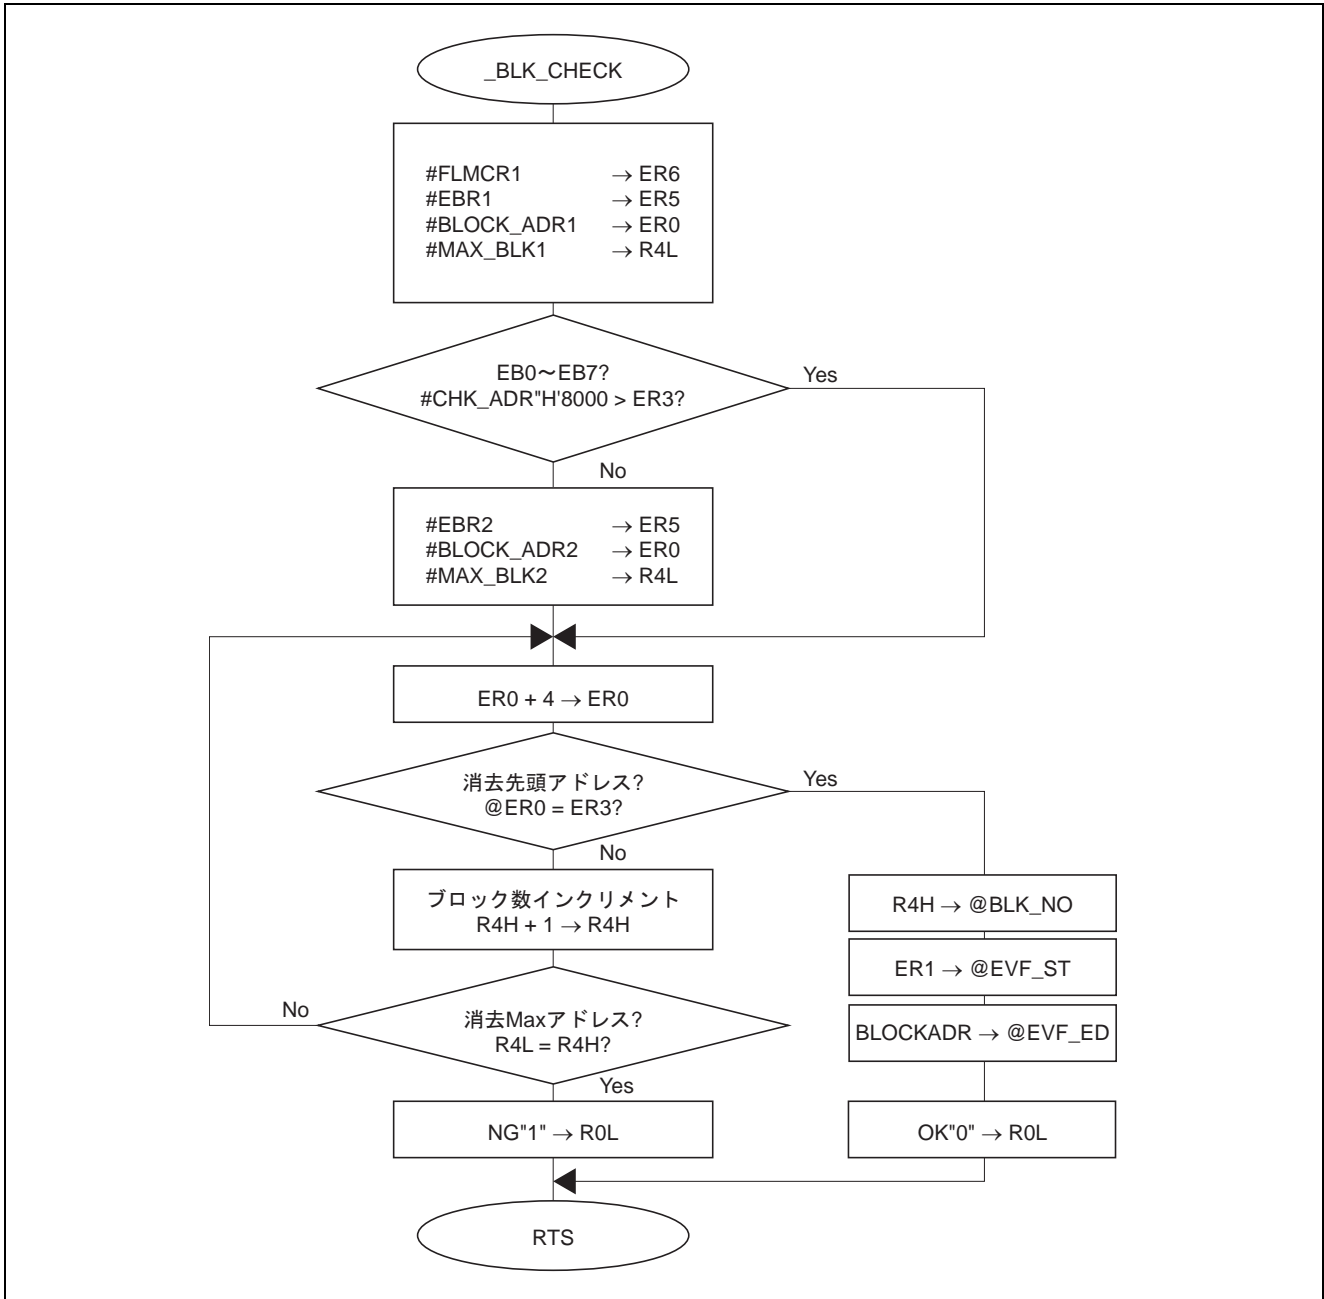 _BLK_CHECK
#FLMCR1 → ER6
#EBR1 → ER5
#BLOCK_ADR1 → ER0
#MAX_BLK1 → R4L
EB0～EB7?
#CHK_ADR"H'8000 > ER3?
Yes
No
#EBR2 → ER5
#BLOCK_ADR2 → ER0
#MAX_BLK2 → R4L
ER0 + 4 → ER0
消去先頭アドレス?
@ER0 = ER3?
Yes
No
ブロック数インクリメント
R4H + 1 → R4H
R4H → @BLK_NO
ER1 → @EVF_ST
BLOCKADR → @EVF_ED
No
消去Maxアドレス?
R4L = R4H?
Yes
NG"1" → R0L
OK"0" → R0L
RTS